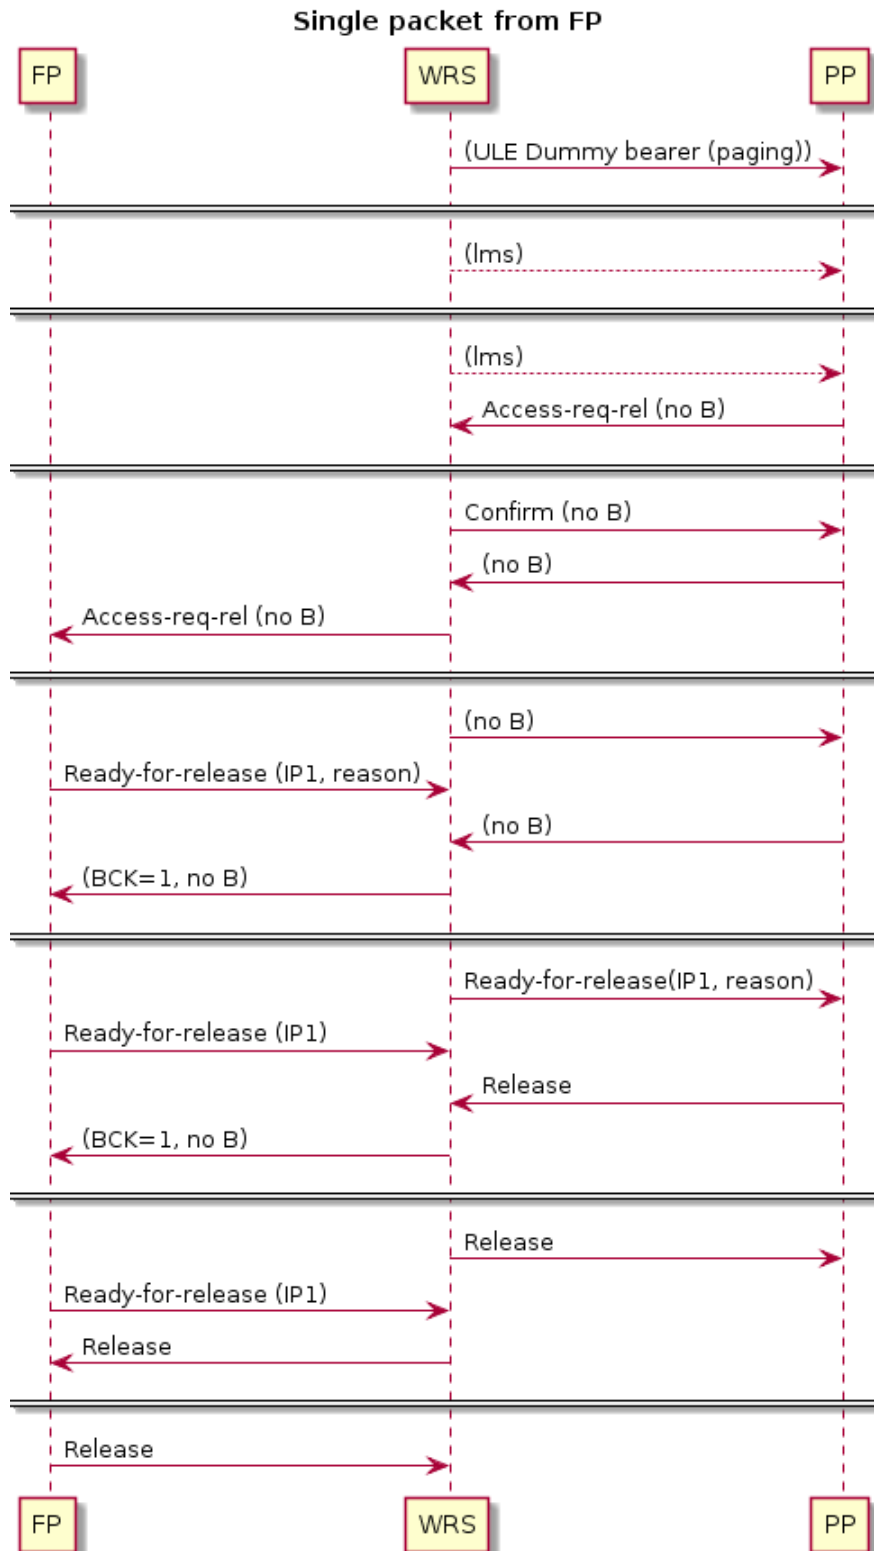 Single packet from FP
FP
WRS
PP
(ULE Dummy bearer (paging))
(lms)
(lms)
Access-req-rel (no B)
Confirm (no B)
(no B)
Access-req-rel (no B)
(no B)
Ready-for-release (IP1, reason)
(no B)
(BCK=1, no B)
Ready-for-release(IP1, reason)
Ready-for-release (IP1)
Release
(BCK=1, no B)
Release
Ready-for-release (IP1)
Release
Release
FP
WRS
PP